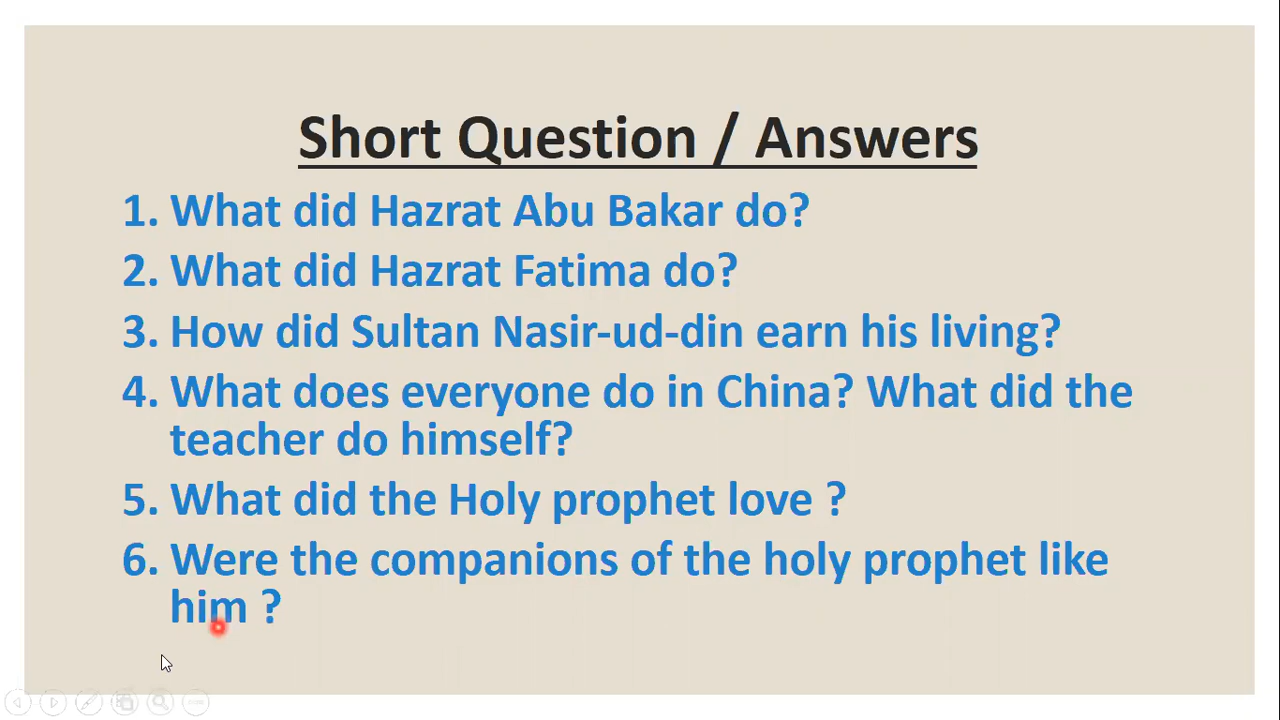 Short Question / Answers
1. What did Hazrat Abu Bakar do?
2. What did Hazrat Fatima do?
3. How did Sultan Nasir-ud-din earn his living?
4. What does everyone do in China? What did the
teacher do himself?
5. What did the Holy prophet love ?
6. Were the companions of the holy prophet like
him ?